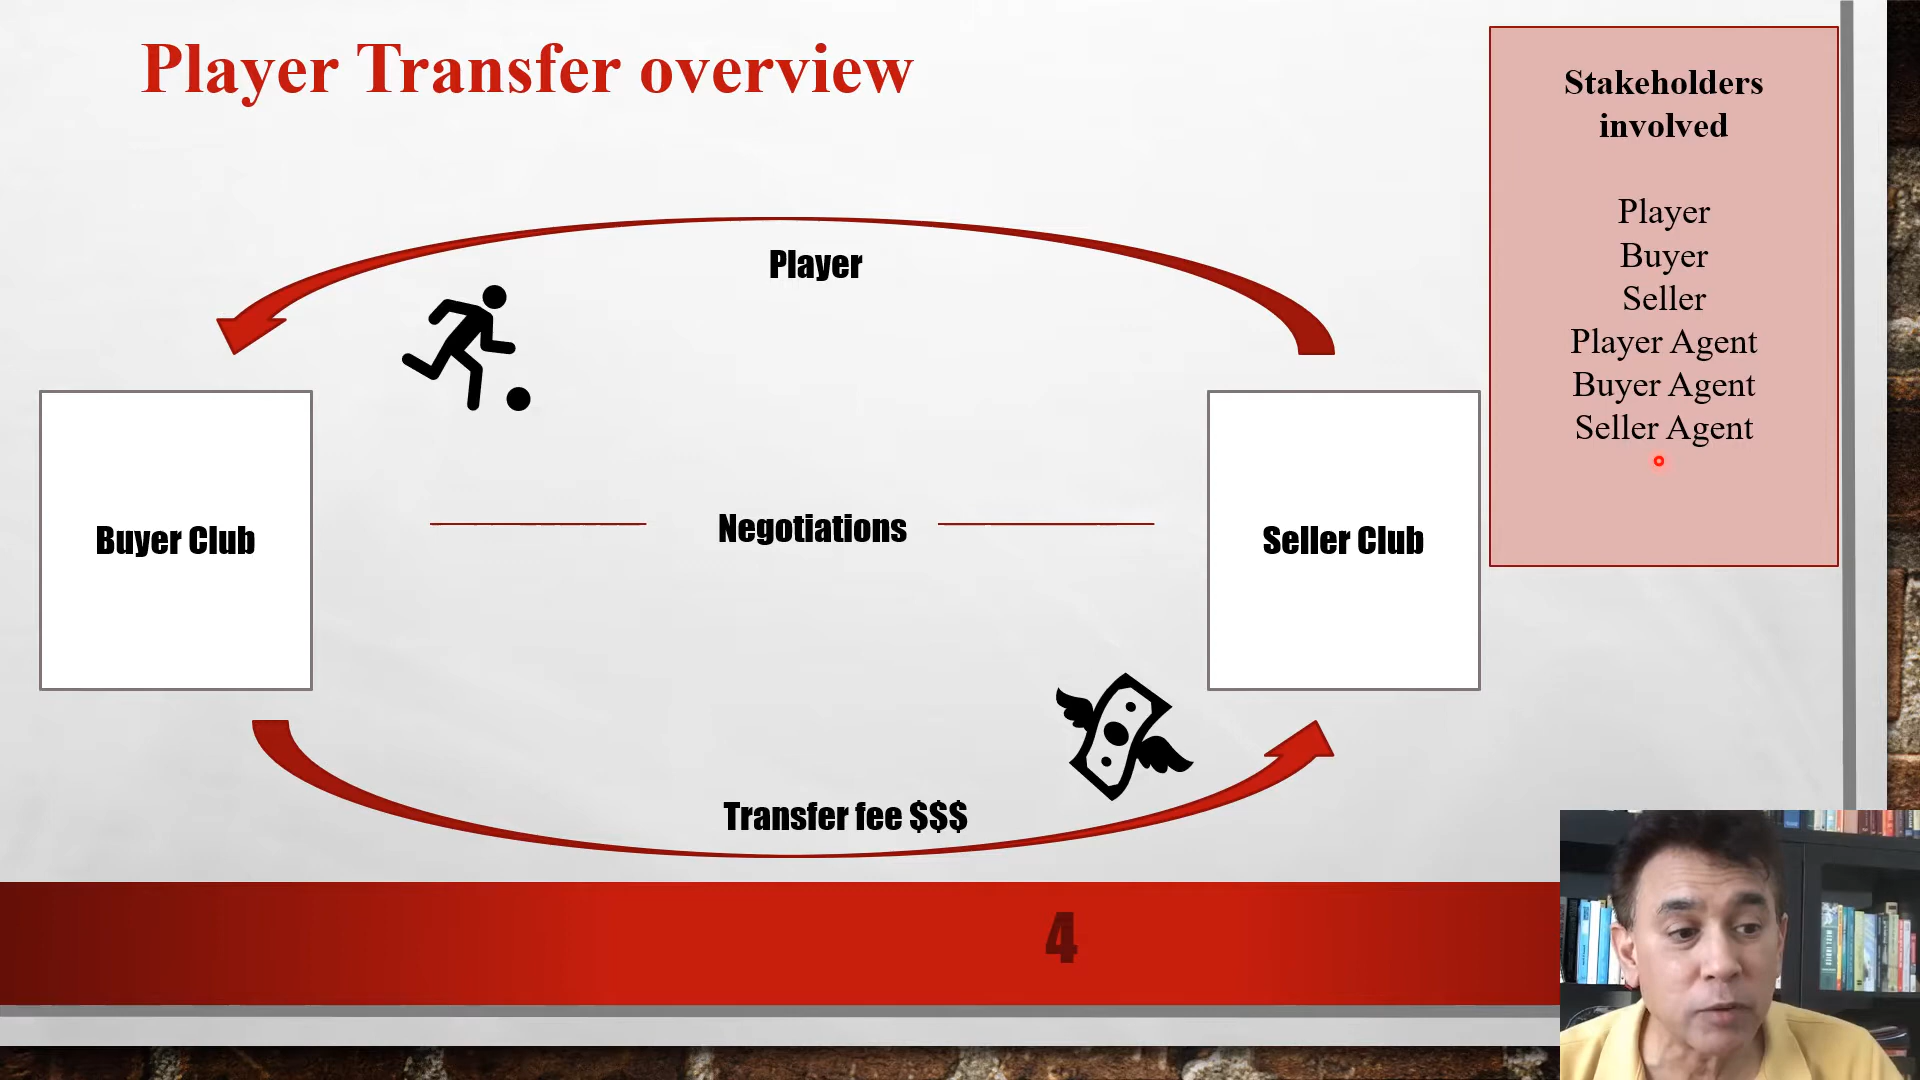 Player Transfer overview
Stakeholders
involved
Player
Buyer
Seller
Player Agent
Buyer Agent
Seller Agent
Player
Buyer Club
Negotiations
Seller Club
Transfer fee $$$
4